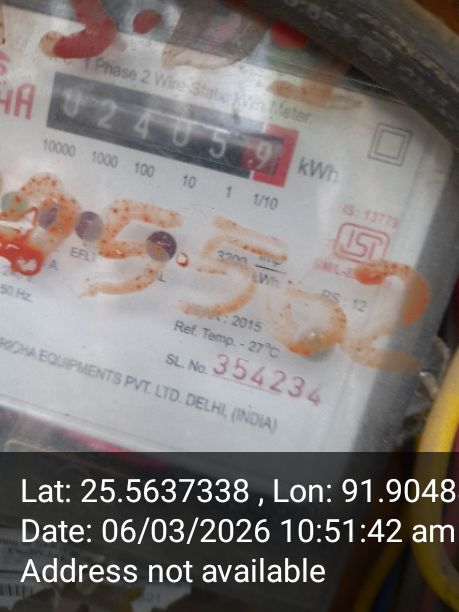 1 Phase 2 Wire Static kWh Meter.
0 2 4 0 5 9 kWh
10000 1000 100 10 1 1/10
IS : 13779
ISI
3200 imp
kWh
RS : 12
50 Hz.
: 2015
Ref. Temp. - 27°C
SL. No. 354234
RICHA EQUIPMENTS PVT. LTD. DELHI, (INDIA)
Lat: 25.5637338 , Lon: 91.9048
Date: 06/03/2026 10:51:42 am
Address not available